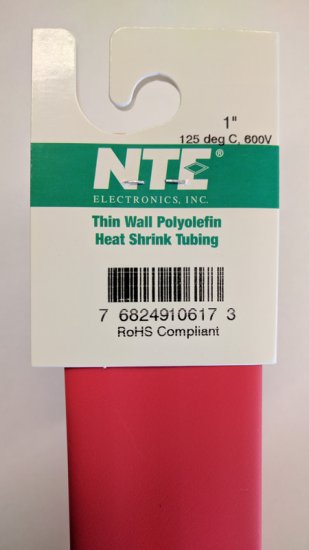 1"
125 deg C, 600V
NTE®
ELECTRONICS, INC.
Thin Wall Polyolefin
Heat Shrink Tubing
7 6824910617 3
RoHS Compliant